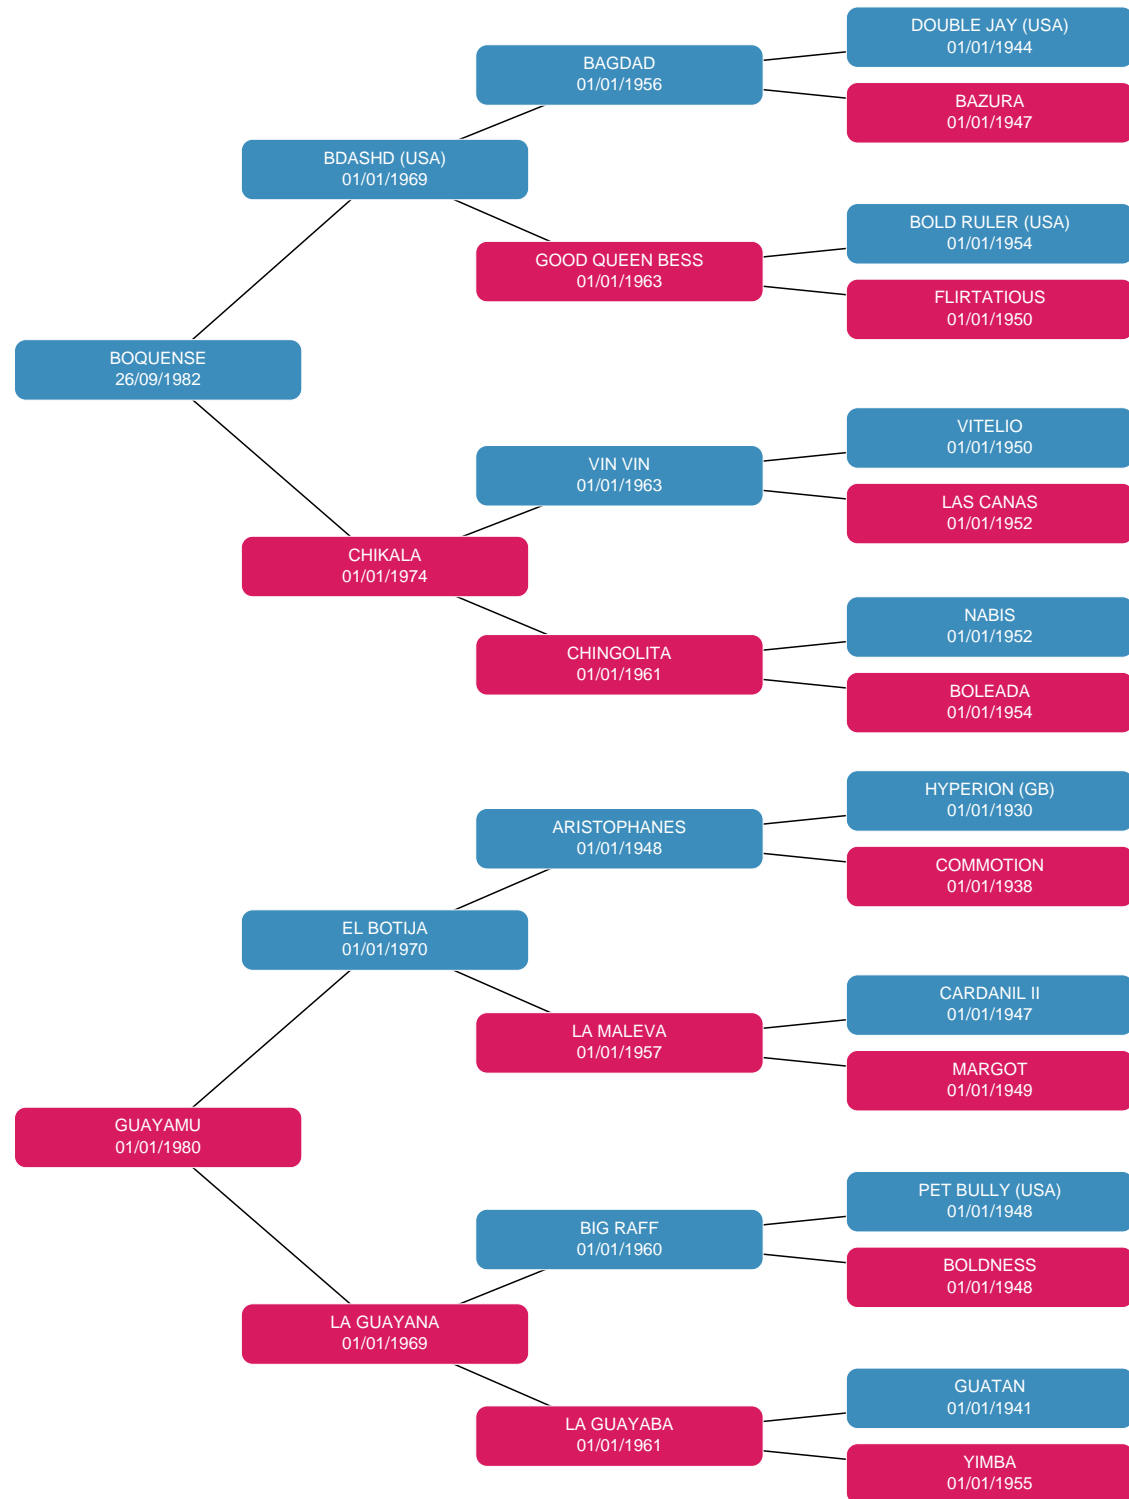 DOUBLE JAY (USA)
01/01/1944
BAGDAD
01/01/1956
BAZURA
01/01/1947
BDASHD (USA)
01/01/1969
BOLD RULER (USA)
01/01/1954
GOOD QUEEN BESS
01/01/1963
FLIRTATIOUS
01/01/1950
BOQUENSE
26/09/1982
VITELIO
01/01/1950
VIN VIN
01/01/1963
LAS CANAS
01/01/1952
CHIKALA
01/01/1974
NABIS
01/01/1952
CHINGOLITA
01/01/1961
BOLEADA
01/01/1954
HYPERION (GB)
01/01/1930
ARISTOPHANES
01/01/1948
COMMOTION
01/01/1938
EL BOTIJA
01/01/1970
CARDANIL II
01/01/1947
LA MALEVA
01/01/1957
MARGOT
01/01/1949
GUAYAMU
01/01/1980
PET BULLY (USA)
01/01/1948
BIG RAFF
01/01/1960
BOLDNESS
01/01/1948
LA GUAYANA
01/01/1969
GUATAN
01/01/1941
LA GUAYABA
01/01/1961
YIMBA
01/01/1955